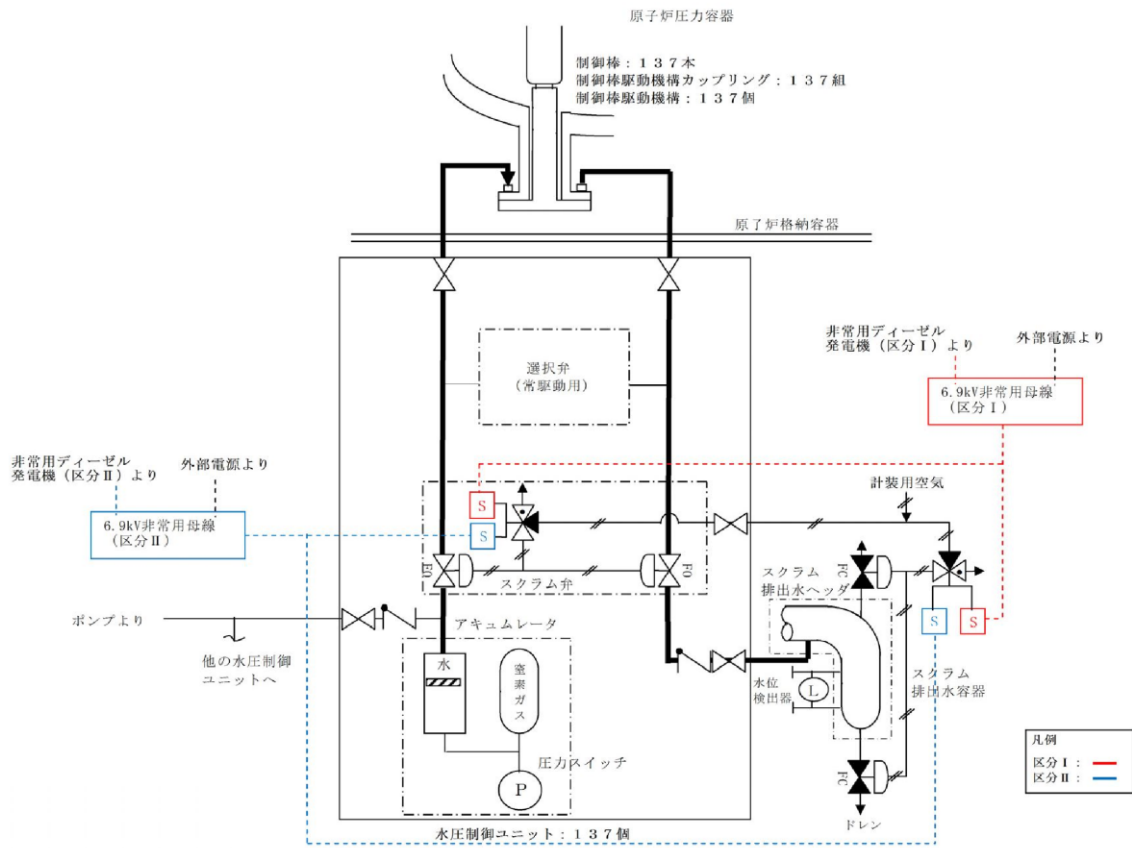 原子炉圧力容器
制御棒：１３７本
制御棒駆動機構カップリング：１３７組
制御棒駆動機構：１３７個
原子炉格納容器
非常用ディーゼル
発電機（区分Ⅰ）より
外部電源より
選択弁
（常駆動用）
6.9kV非常用母線
（区分Ⅰ）
非常用ディーゼル
発電機（区分Ⅱ）より
外部電源より
S
計装用空気
6.9kV非常用母線
（区分Ⅱ）
S
FO
スクラム弁
FO
スクラム
排出水ヘッダ
FC
ポンプより
アキュムレータ
S
S
他の水圧制御
ユニットへ
水
窒素ガス
水位
検出器
L
スクラム
排出水容器
圧力スイッチ
P
FC
凡例
区分Ⅰ：
区分Ⅱ：
ドレン
水圧制御ユニット：１３７個